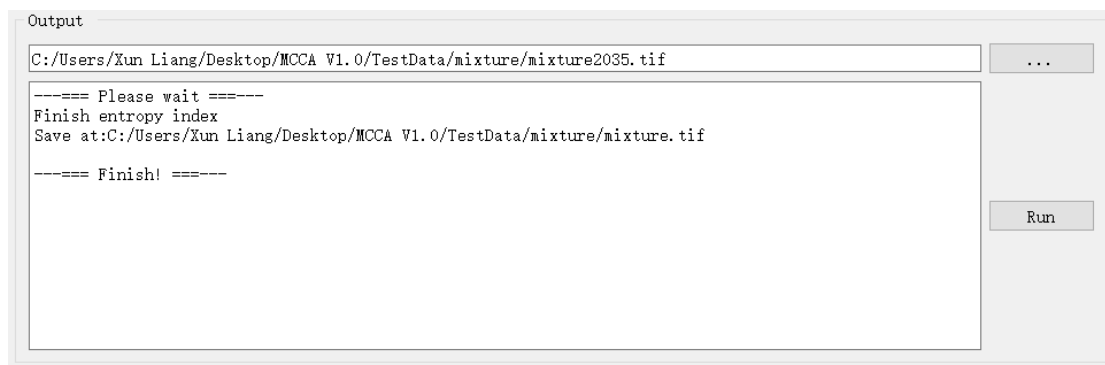 Output
C:/Users/Xun Liang/Desktop/MCCA V1.0/TestData/mixture/mixture2035.tif
...
---=== Please wait ===---
Finish entropy index
Save at:C:/Users/Xun Liang/Desktop/MCCA V1.0/TestData/mixture/mixture.tif
---=== Finish! ===---
Run